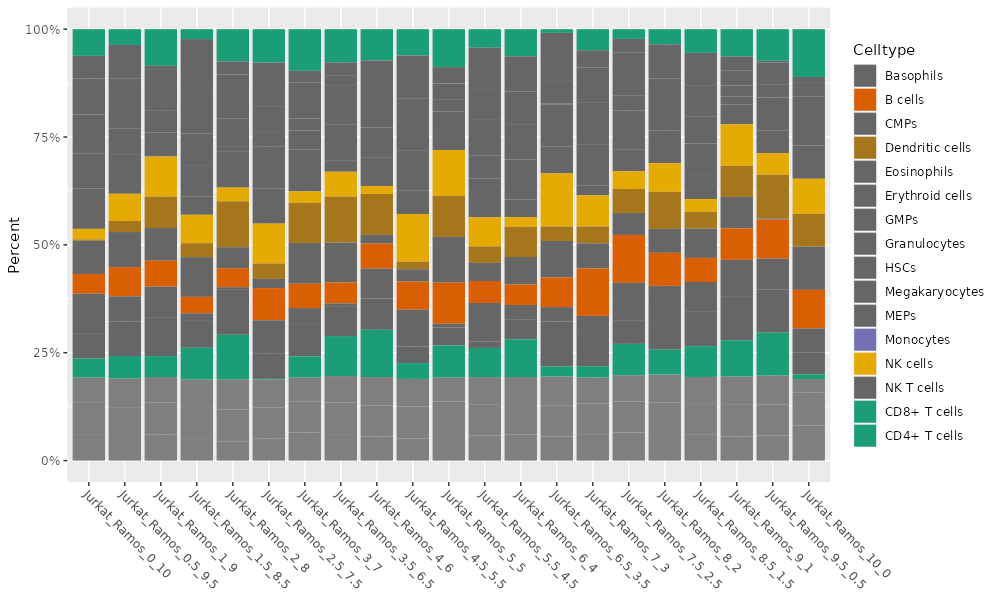 100%
75%
50%
25%
0%
Percent
Jurkat_Ramos_0_10
Jurkat_Ramos_0.5_9.5
Jurkat_Ramos_1_9
Jurkat_Ramos_1.5_8.5
Jurkat_Ramos_2_8
Jurkat_Ramos_2.5_7.5
Jurkat_Ramos_3_7
Jurkat_Ramos_3.5_6.5
Jurkat_Ramos_4_6
Jurkat_Ramos_4.5_5.5
Jurkat_Ramos_5_5
Jurkat_Ramos_5.5_4.5
Jurkat_Ramos_6_4
Jurkat_Ramos_6.5_3.5
Jurkat_Ramos_7_3
Jurkat_Ramos_7.5_2.5
Jurkat_Ramos_8_2
Jurkat_Ramos_8.5_1.5
Jurkat_Ramos_9_1
Jurkat_Ramos_9.5_0.5
Jurkat_Ramos_10_0
Celltype
Basophils
B cells
CMPs
Dendritic cells
Eosinophils
Erythroid cells
GMPs
Granulocytes
HSCs
Megakaryocytes
MEPs
Monocytes
NK cells
NK T cells
CD8+ T cells
CD4+ T cells